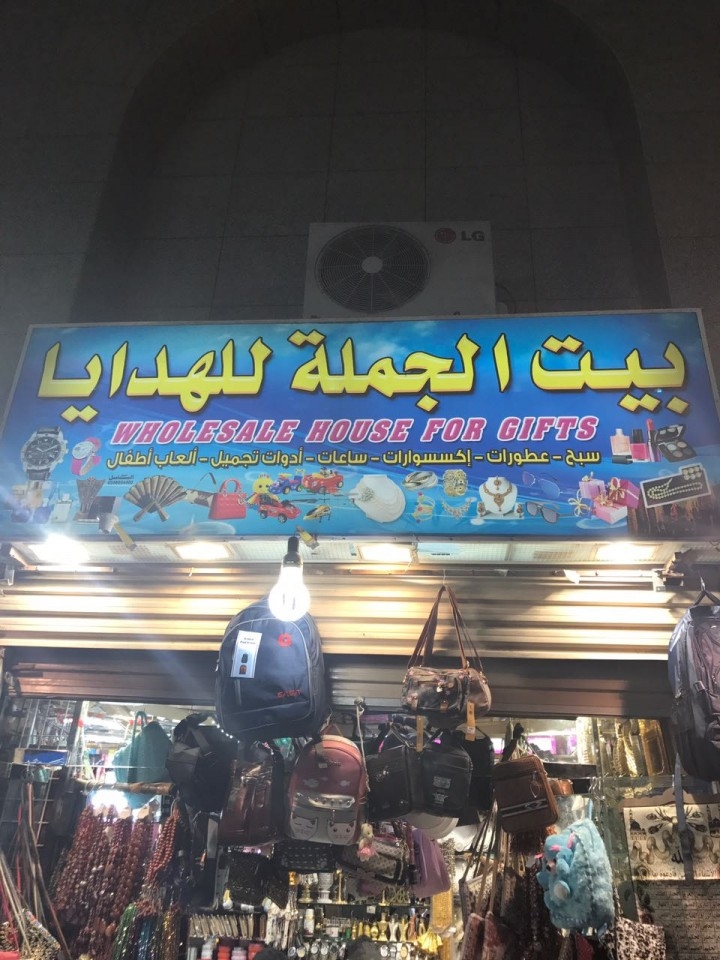 LG
بيت الجملة للهدايا
WHOLESALE HOUSE FOR GIFTS
سبح - عطورات - إكسسوارات - ساعات - أدوات تجميل - ألعاب أطفال